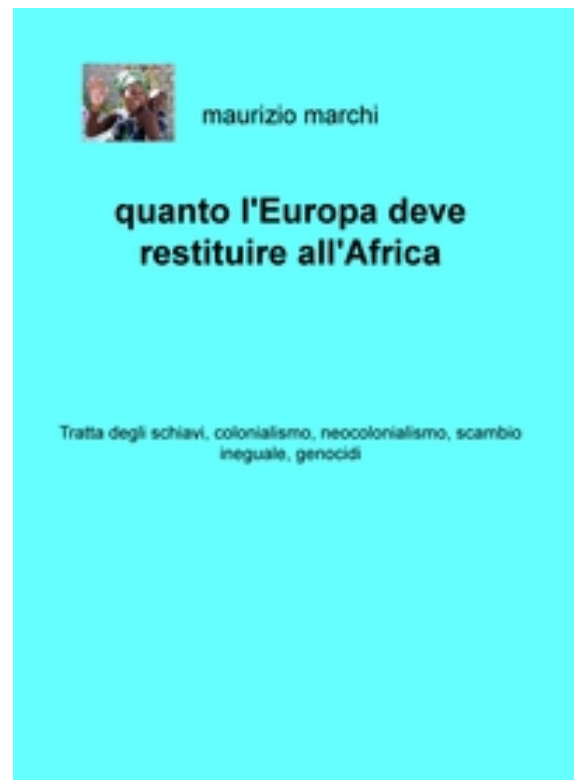 maurizio marchi
quanto l'Europa deve
restituire all'Africa
Tratta degli schiavi, colonialismo, neocolonialismo, scambio
ineguale, genocidi